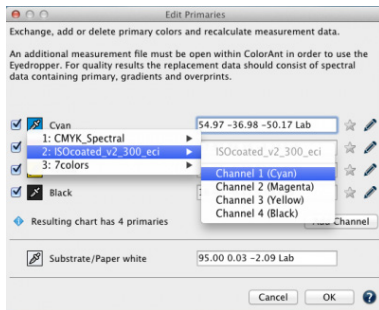 Edit Primaries
Exchange, add or delete primary colors and recalculate measurement data.
An additional measurement file must be open within ColorAnt in order to use the
Eyedropper. For quality results the replacement data should consist of spectral
data containing primary, gradients and overprints.
Cyan
54.97 -36.98 -50.17 Lab
1: CMYK_Spectral
2: ISOcoated_v2_300_eci
ISOcoated_v2_300_eci
3: 7colors
Channel 1 (Cyan)
Channel 2 (Magenta)
Channel 3 (Yellow)
Channel 4 (Black)
Black
Resulting chart has 4 primaries
Channel
Substrate/Paper white
95.00 0.03 -2.09 Lab
Cancel
OK
?